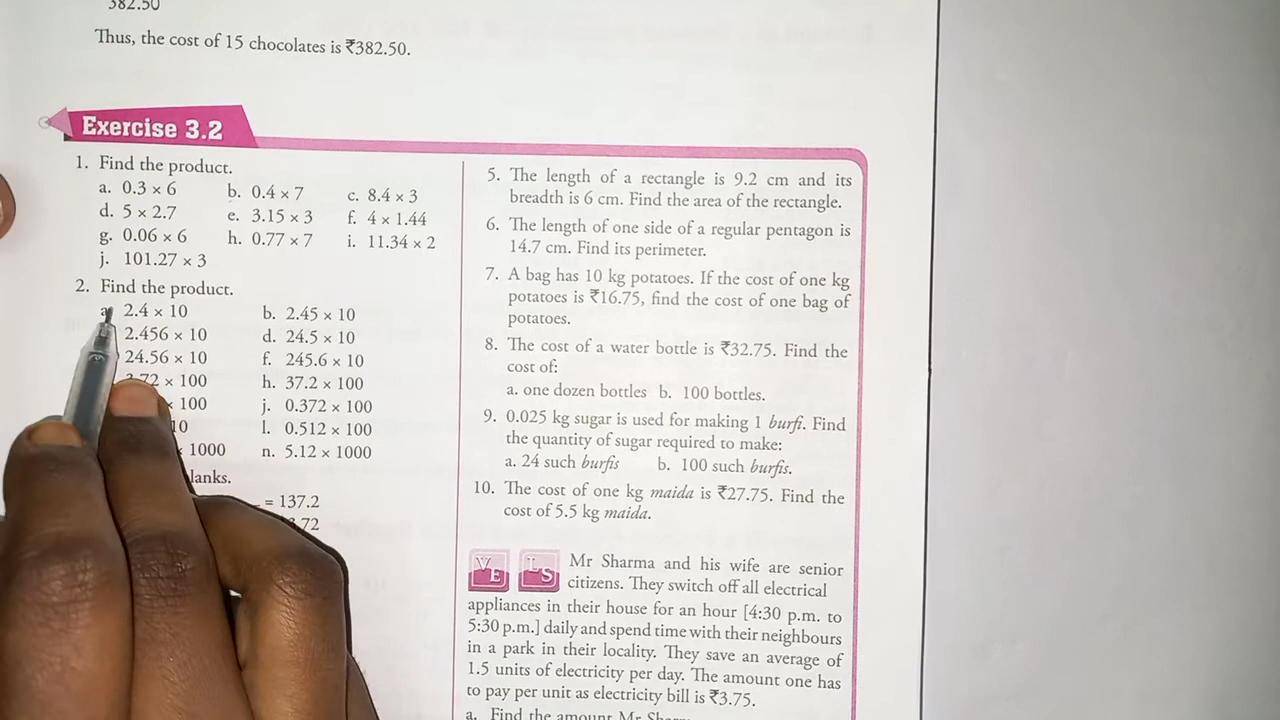 382.50
Thus, the cost of 15 chocolates is ₹382.50.
Exercise 3.2
1. Find the product.
a. 0.3 × 6 b. 0.4 × 7 c. 8.4 × 3
d. 5 × 2.7 e. 3.15 × 3 f. 4 × 1.44
g. 0.06 × 6 h. 0.77 × 7 i. 11.34 × 2
j. 101.27 × 3
2. Find the product.
a. 2.4 × 10 b. 2.45 × 10
2.456 × 10 d. 24.5 × 10
24.56 × 10 f. 245.6 × 10
3.72 × 100 h. 37.2 × 100
× 100 j. 0.372 × 100
10 l. 0.512 × 100
× 1000 n. 5.12 × 1000
lanks.
= 137.2
3.72
5. The length of a rectangle is 9.2 cm and its
breadth is 6 cm. Find the area of the rectangle.
6. The length of one side of a regular pentagon is
14.7 cm. Find its perimeter.
7. A bag has 10 kg potatoes. If the cost of one kg
potatoes is ₹16.75, find the cost of one bag of
potatoes.
8. The cost of a water bottle is ₹32.75. Find the
cost of:
a. one dozen bottles b. 100 bottles.
9. 0.025 kg sugar is used for making 1 burfi. Find
the quantity of sugar required to make:
a. 24 such burfis b. 100 such burfis.
10. The cost of one kg maida is ₹27.75. Find the
cost of 5.5 kg maida.
VE LS Mr Sharma and his wife are senior
citizens. They switch off all electrical
appliances in their house for an hour [4:30 p.m. to
5:30 p.m.] daily and spend time with their neighbours
in a park in their locality. They save an average of
1.5 units of electricity per day. The amount one has
to pay per unit as electricity bill is ₹3.75.
a. Find the amount Mr